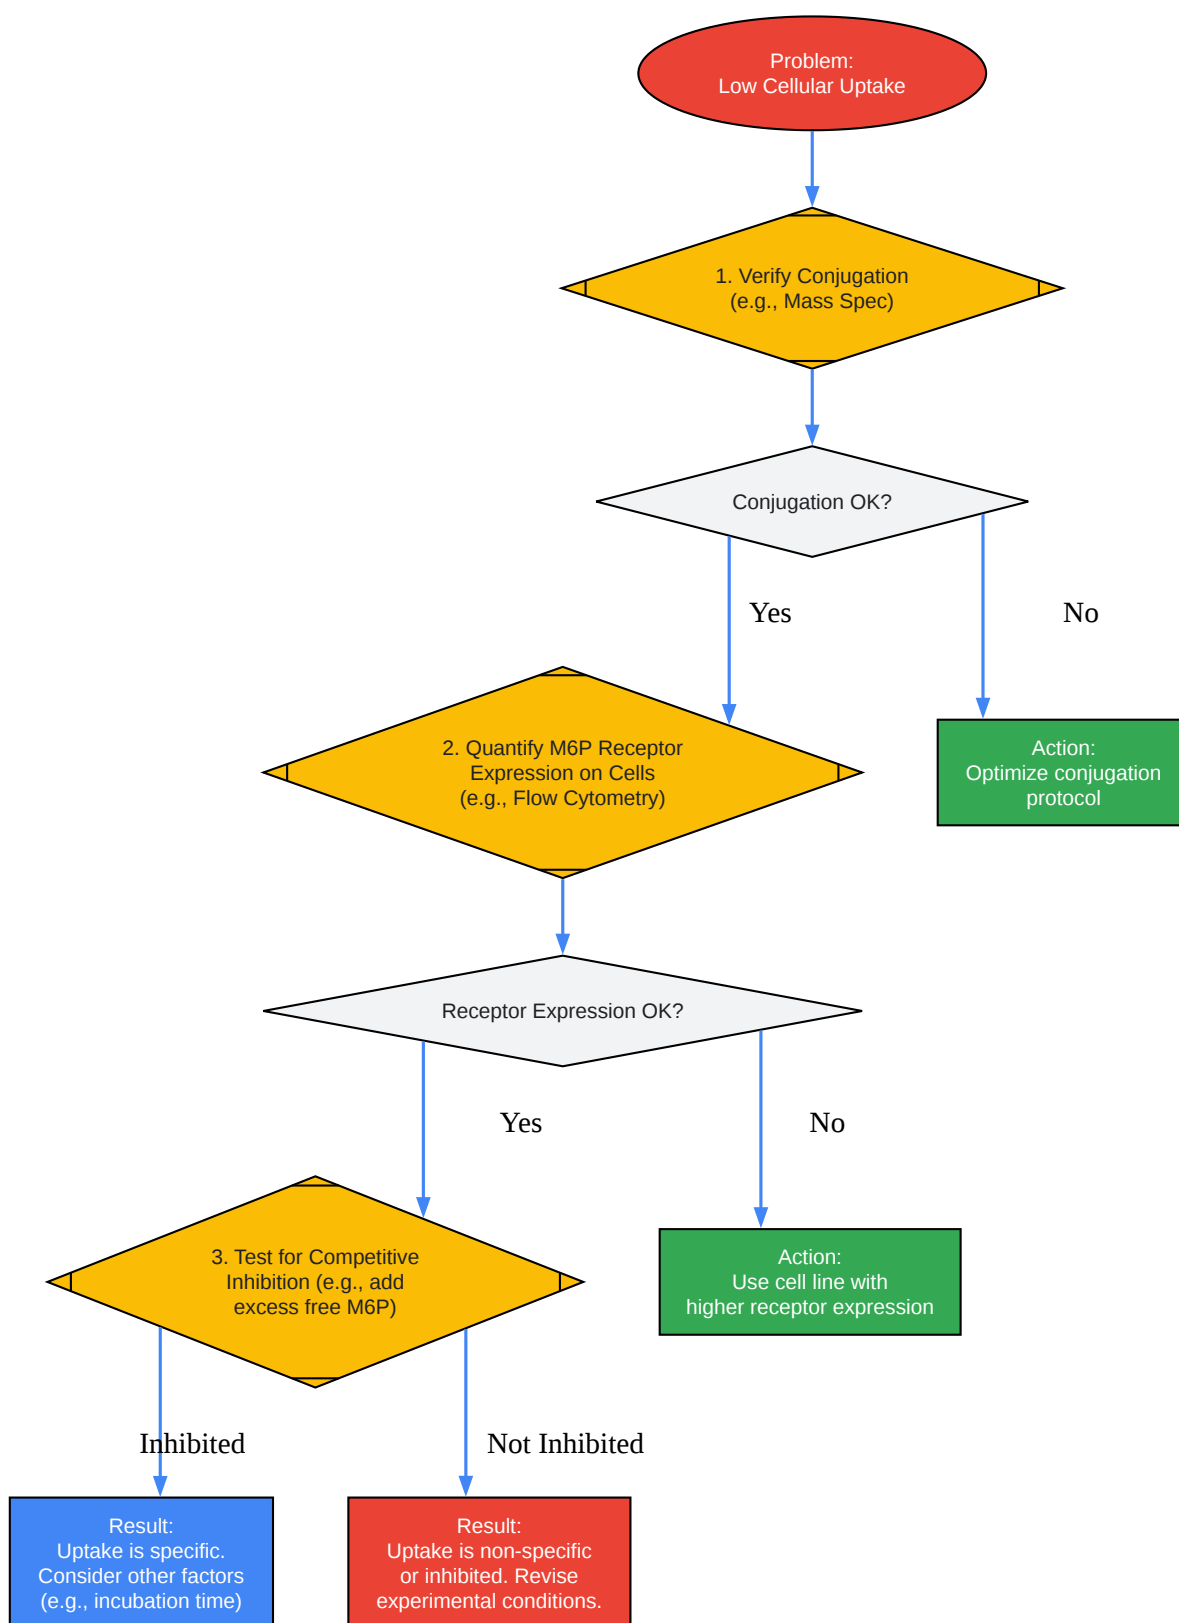 Problem:
Low Cellular Uptake
1. Verify Conjugation
(e.g., Mass Spec)
Conjugation OK?
Yes
No
2. Quantify M6P Receptor
Expression on Cells
(e.g., Flow Cytometry)
Action:
Optimize conjugation
protocol
Receptor Expression OK?
Yes
No
3. Test for Competitive
Inhibition (e.g., add
excess free M6P)
Action:
Use cell line with
higher receptor expression
Inhibited
Not Inhibited
Result:
Uptake is specific.
Consider other factors
(e.g., incubation time)
Result:
Uptake is non-specific
or inhibited. Revise
experimental conditions.